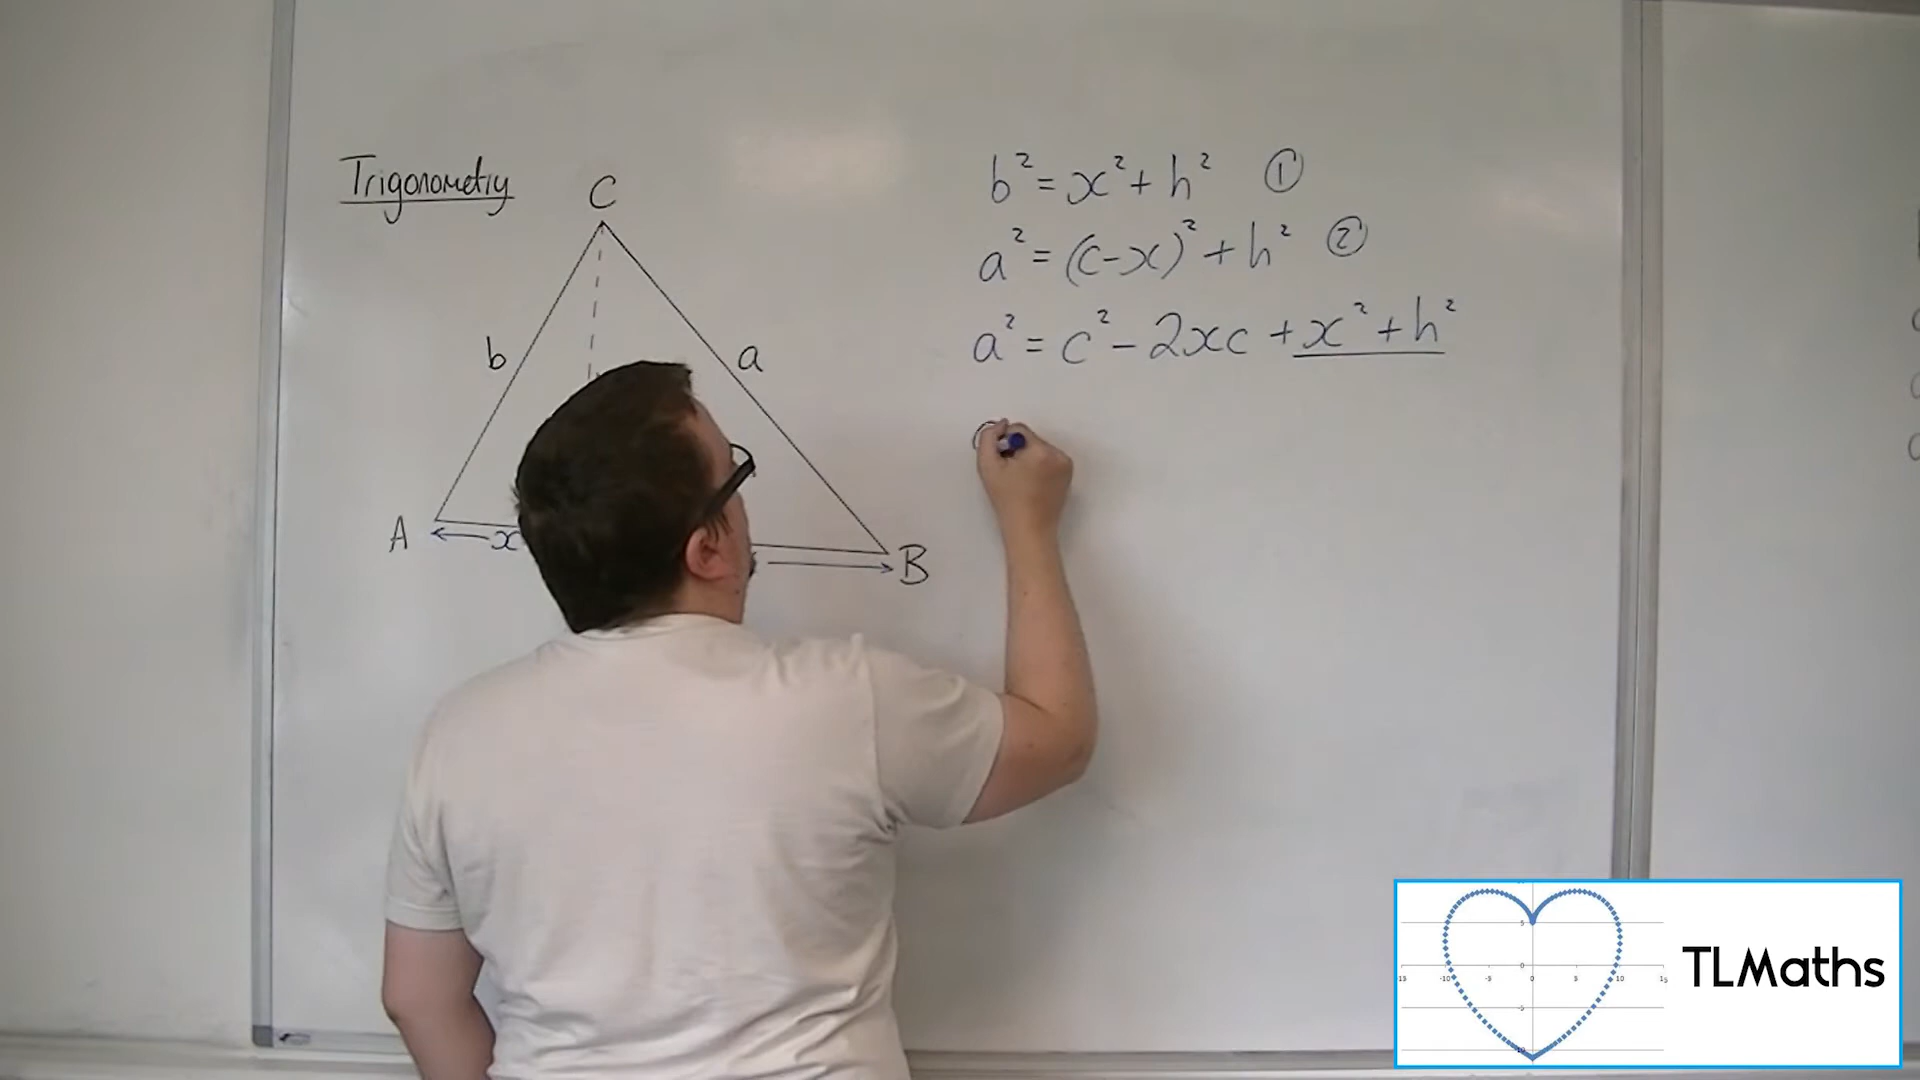 Trigonometry
C
b
a
A
x
B
b² = x² + h² ①
a² = (c-x)² + h² ②
a² = c² - 2xc + x² + h²
TLMaths